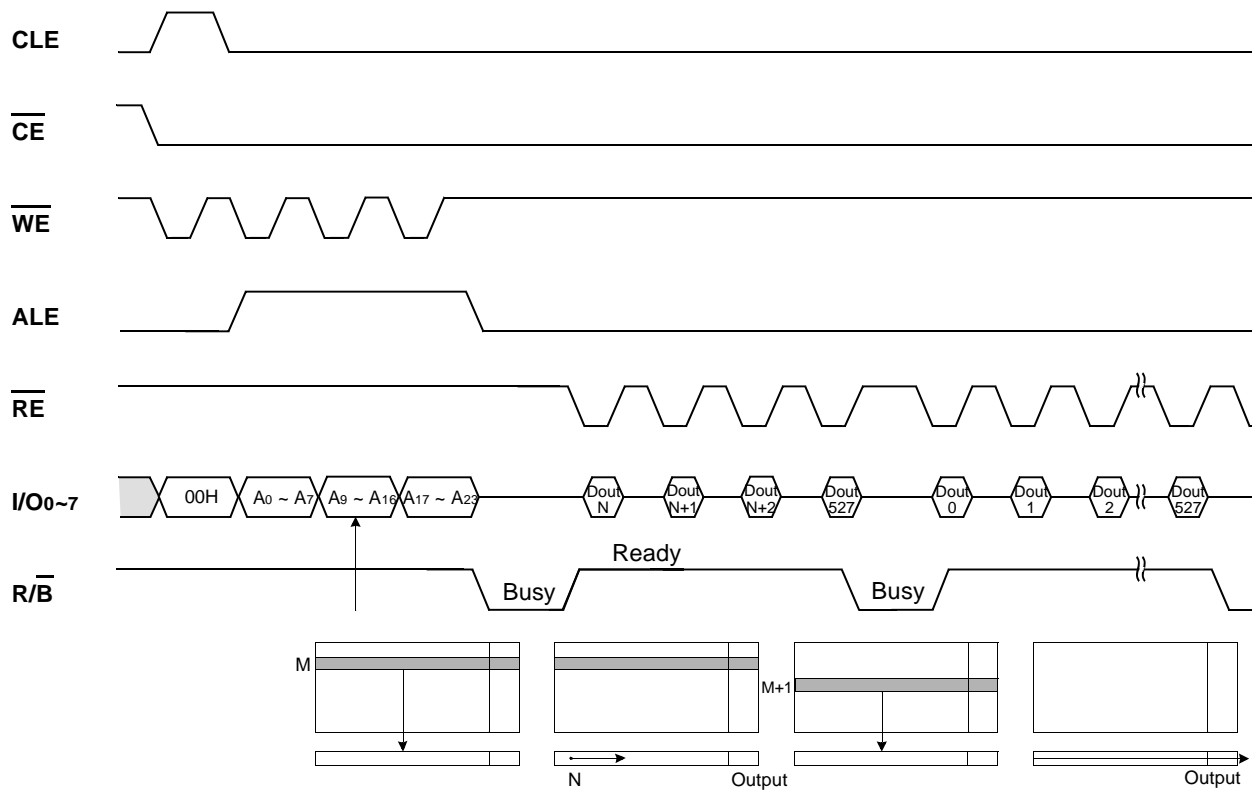 CLE
CE
WE
ALE
RE
I/O0~7 00H A0 ~ A7 A9 ~ A16 A17 ~ A23 Dout N Dout N+1 Dout N+2 Dout 527 Dout 0 Dout 1 Dout 2 Dout 527
Ready
R/B Busy Busy
M
M+1
N Output Output